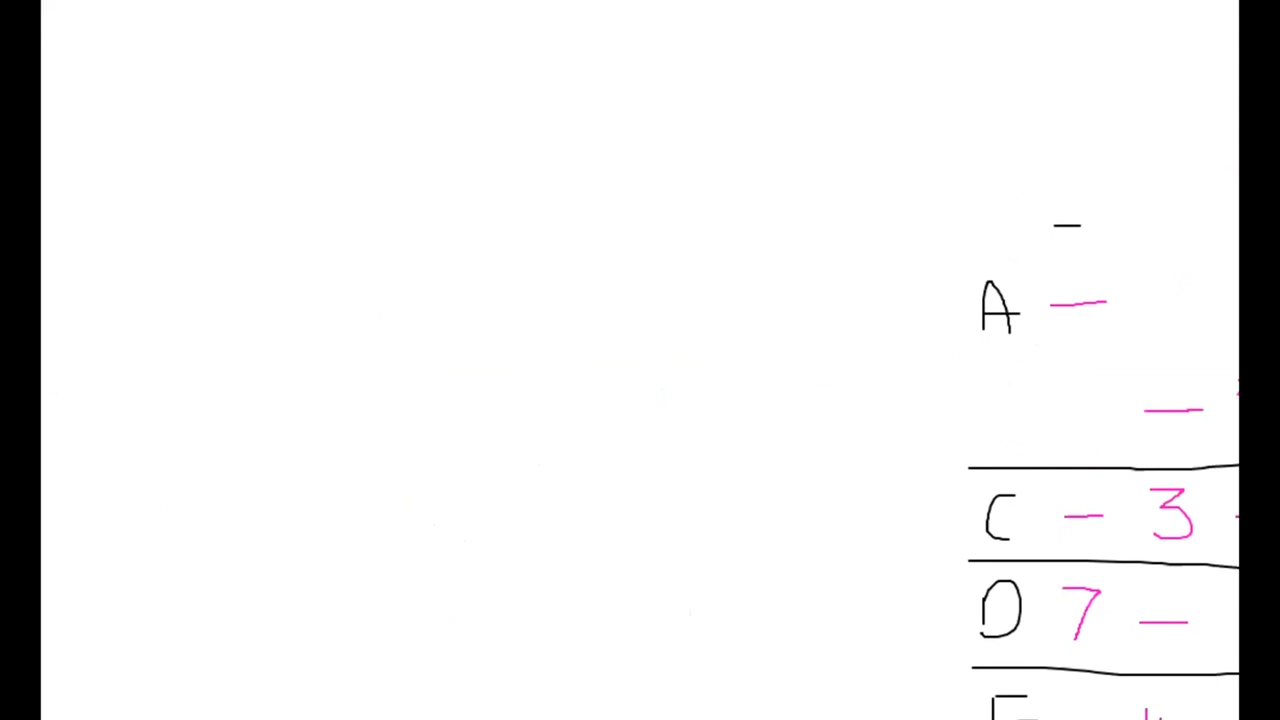 –
A –
–
C – 3
D 7 –